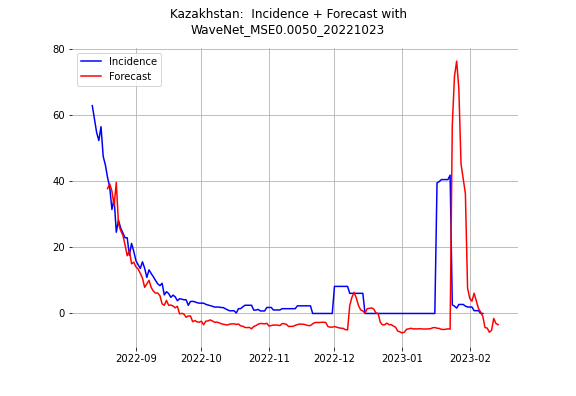 Kazakhstan:  Incidence + Forecast with
WaveNet_MSE0.0050_20221023
Incidence
Forecast
80
60
40
20
0
2022-09 2022-10 2022-11 2022-12 2023-01 2023-02